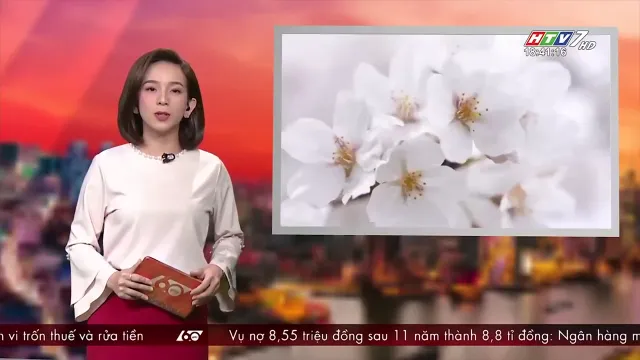 HTV7 HD
18:41:16
n vi trốn thuế và rửa tiền 60 Vụ nợ 8,55 triệu đồng sau 11 năm thành 8,8 tỉ đồng: Ngân hàng